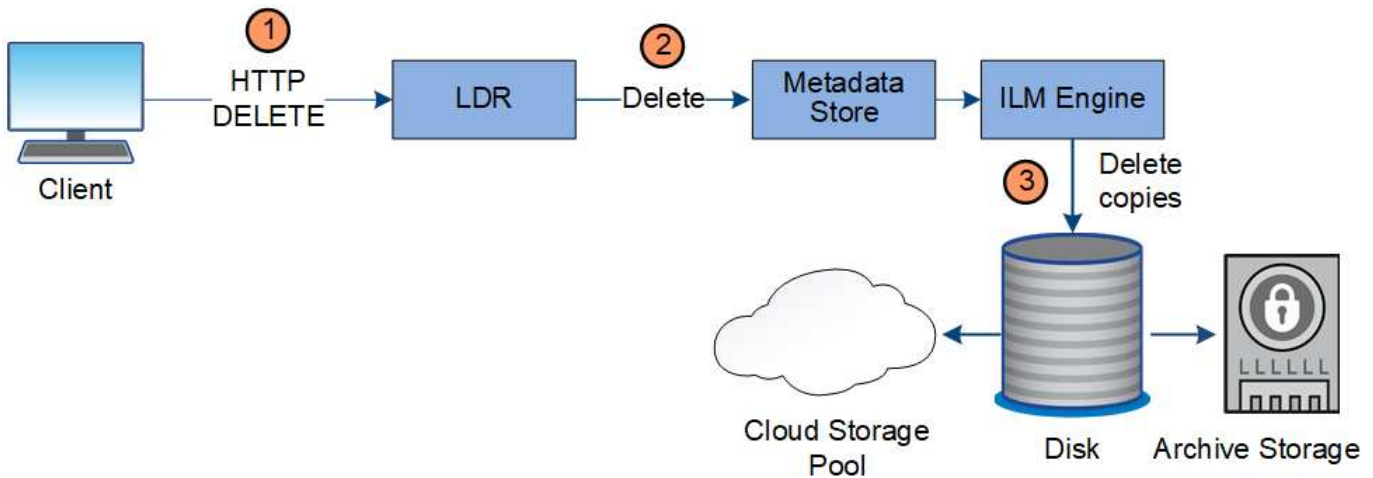 1
HTTP
DELETE
Client
LDR
2
Delete
Metadata
Store
ILM Engine
3
Delete
copies
LLLLLL
Cloud Storage
Pool
Disk
Archive Storage